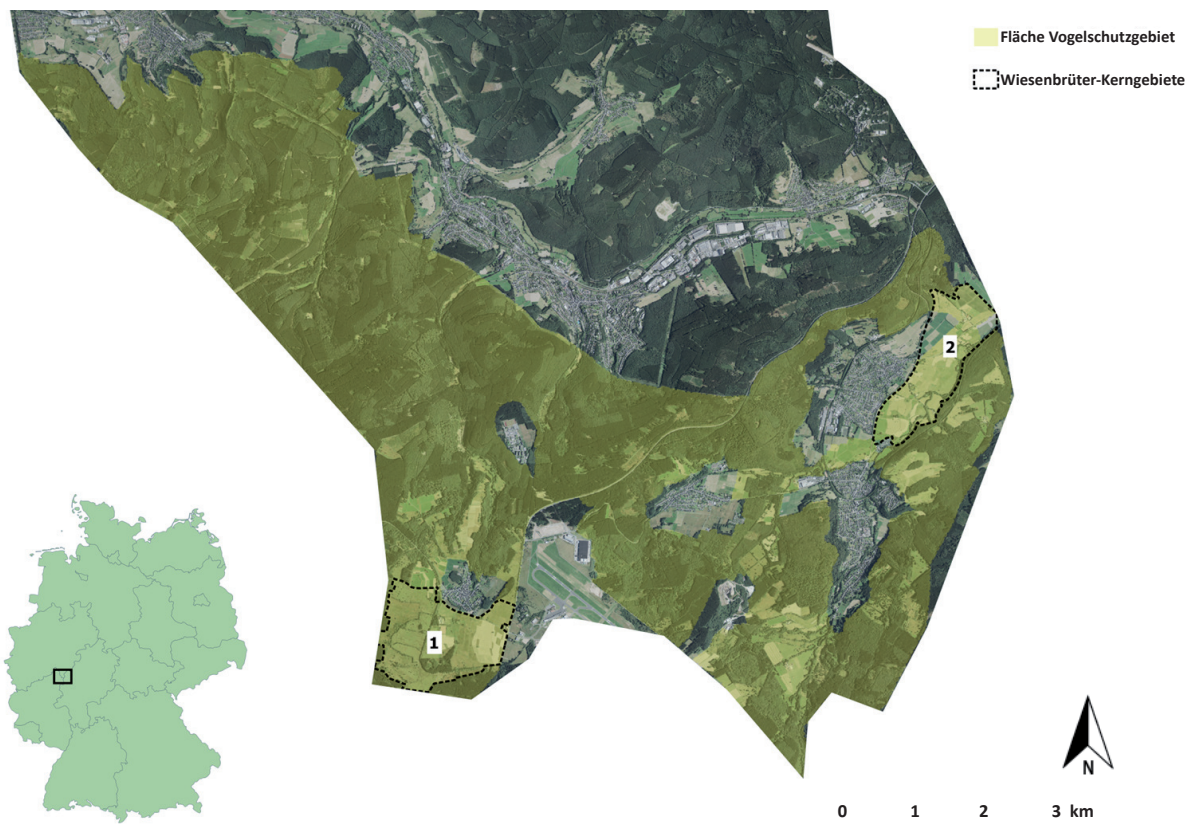 Fläche Vogelschutzgebiet
Wiesenbrüter-Kerngebiete
2
1
N
0 1 2 3 km